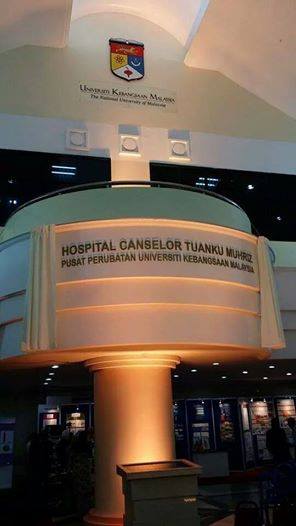 UNIVERSITI KEBANGSAAN MALAYSIA
The National University of Malaysia
HOSPITAL CANSELOR TUANKU MUHRIZ
PUSAT PERUBATAN UNIVERSITI KEBANGSAAN MALAYSIA